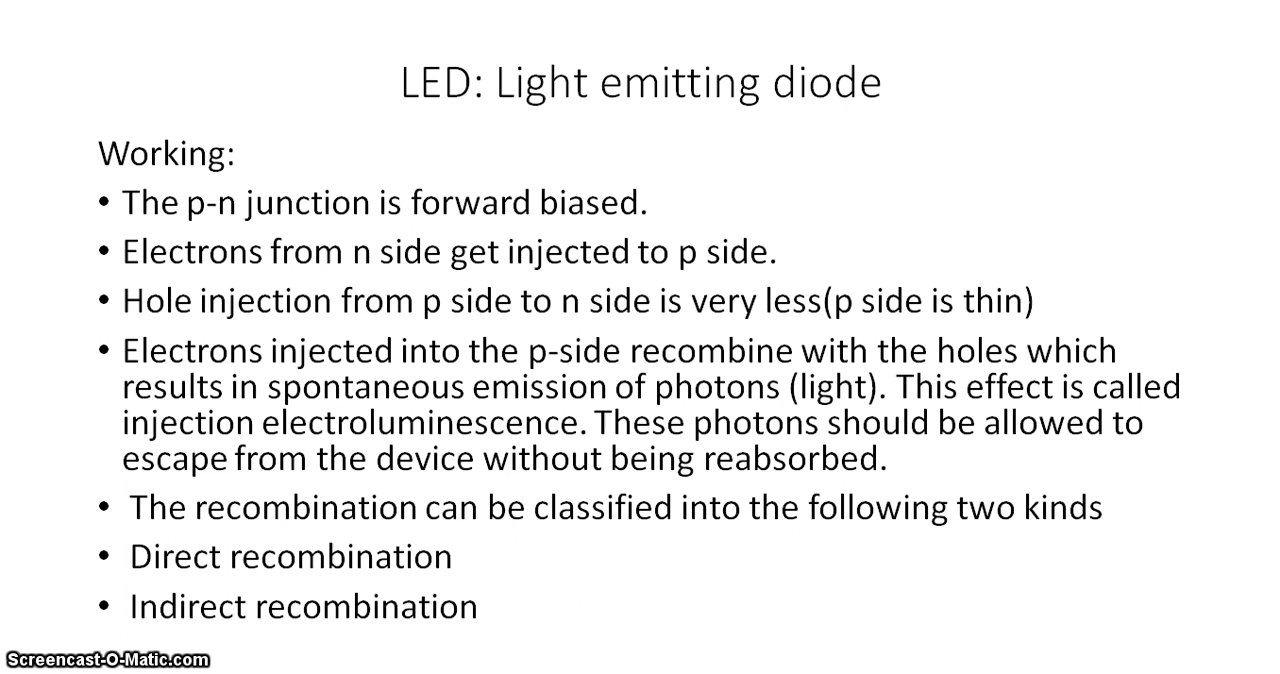 LED: Light emitting diode
Working:
• The p-n junction is forward biased.
• Electrons from n side get injected to p side.
• Hole injection from p side to n side is very less(p side is thin)
• Electrons injected into the p-side recombine with the holes which
results in spontaneous emission of photons (light). This effect is called
injection electroluminescence. These photons should be allowed to
escape from the device without being reabsorbed.
• The recombination can be classified into the following two kinds
• Direct recombination
• Indirect recombination
Screencast-O-Matic.com